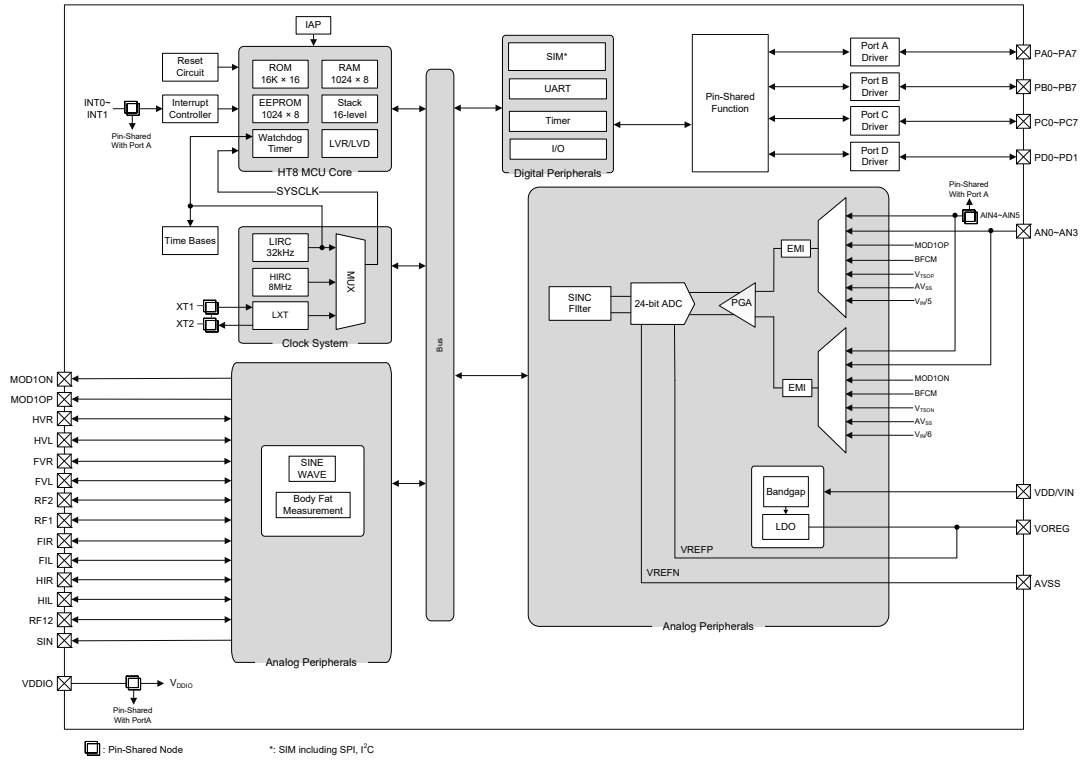 IAP
Reset
Circuit
ROM
16K × 16
RAM
1024 × 8
INT0~
INT1
Interrupt
Controller
EEPROM
1024 × 8
Stack
16-level
Pin-Shared
With Port A
Watchdog
Timer
LVR/LVD
HT8 MCU Core
SYSCLK
Time Bases
LIRC
32kHz
HIRC
8MHz
MUX
XT1
XT2
LXT
Clock System
Bus
SIM*
UART
Timer
I/O
Digital Peripherals
Pin-Shared
Function
Port A
Driver
Port B
Driver
Port C
Driver
Port D
Driver
PA0~PA7
PB0~PB7
PC0~PC7
PD0~PD1
Pin-Shared
With Port A
AIN4~AIN5
AN0~AN3
MOD1OP
BFCM
VTSOP
AVSS
VIN/5
EMI
SINC
FIlter
24-bit ADC
PGA
EMI
MOD1ON
BFCM
VTSON
AVSS
VIN/6
Bandgap
LDO
VDD/VIN
VOREG
VREFP
VREFN
AVSS
Analog Peripherals
MOD1ON
MOD1OP
HVR
HVL
FVR
FVL
RF2
RF1
FIR
FIL
HIR
HIL
RF12
SIN
SINE
WAVE
Body Fat
Measurement
Analog Peripherals
VDDIO
VDDIO
Pin-Shared
With PortA
: Pin-Shared Node
*: SIM including SPI, I²C